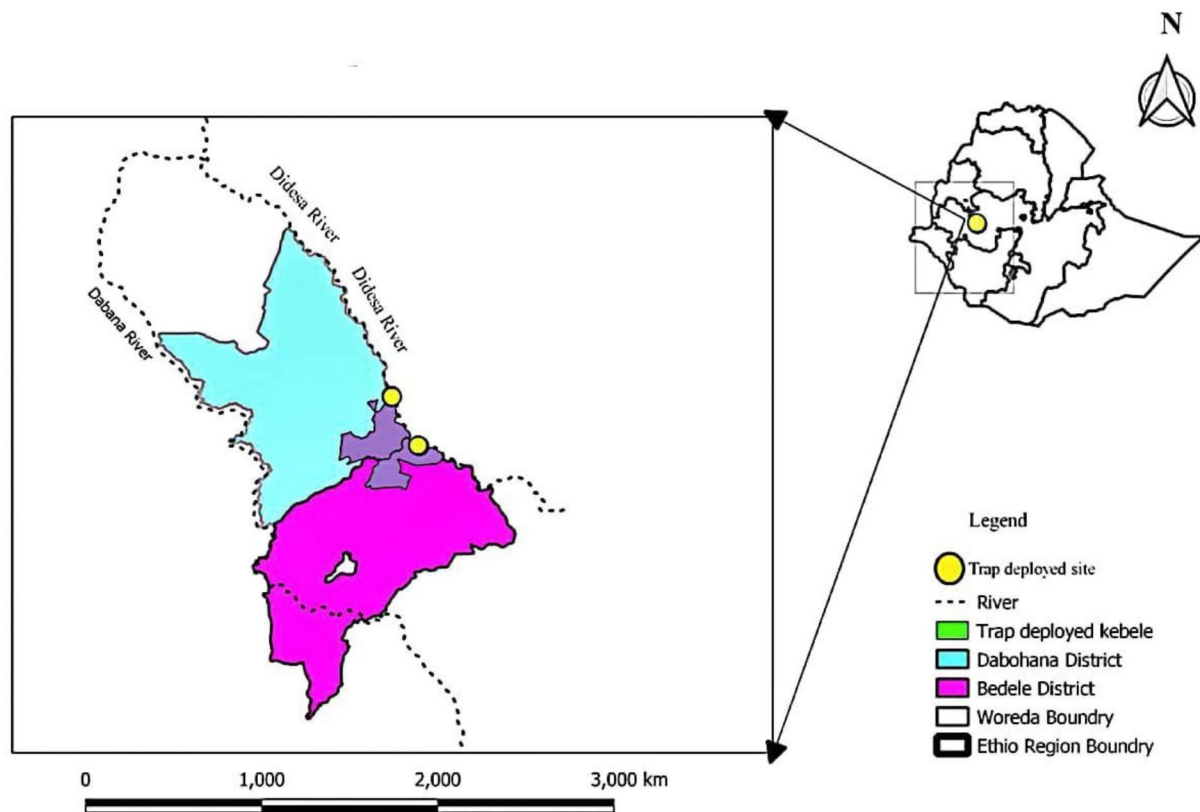 N
Didesa River
Didesa River
Dabana River
Legend
Trap deployed site
River
Trap deployed kebele
Dabohana District
Bedele District
Woreda Boundry
Ethio Region Boundry
0 1,000 2,000 3,000 km